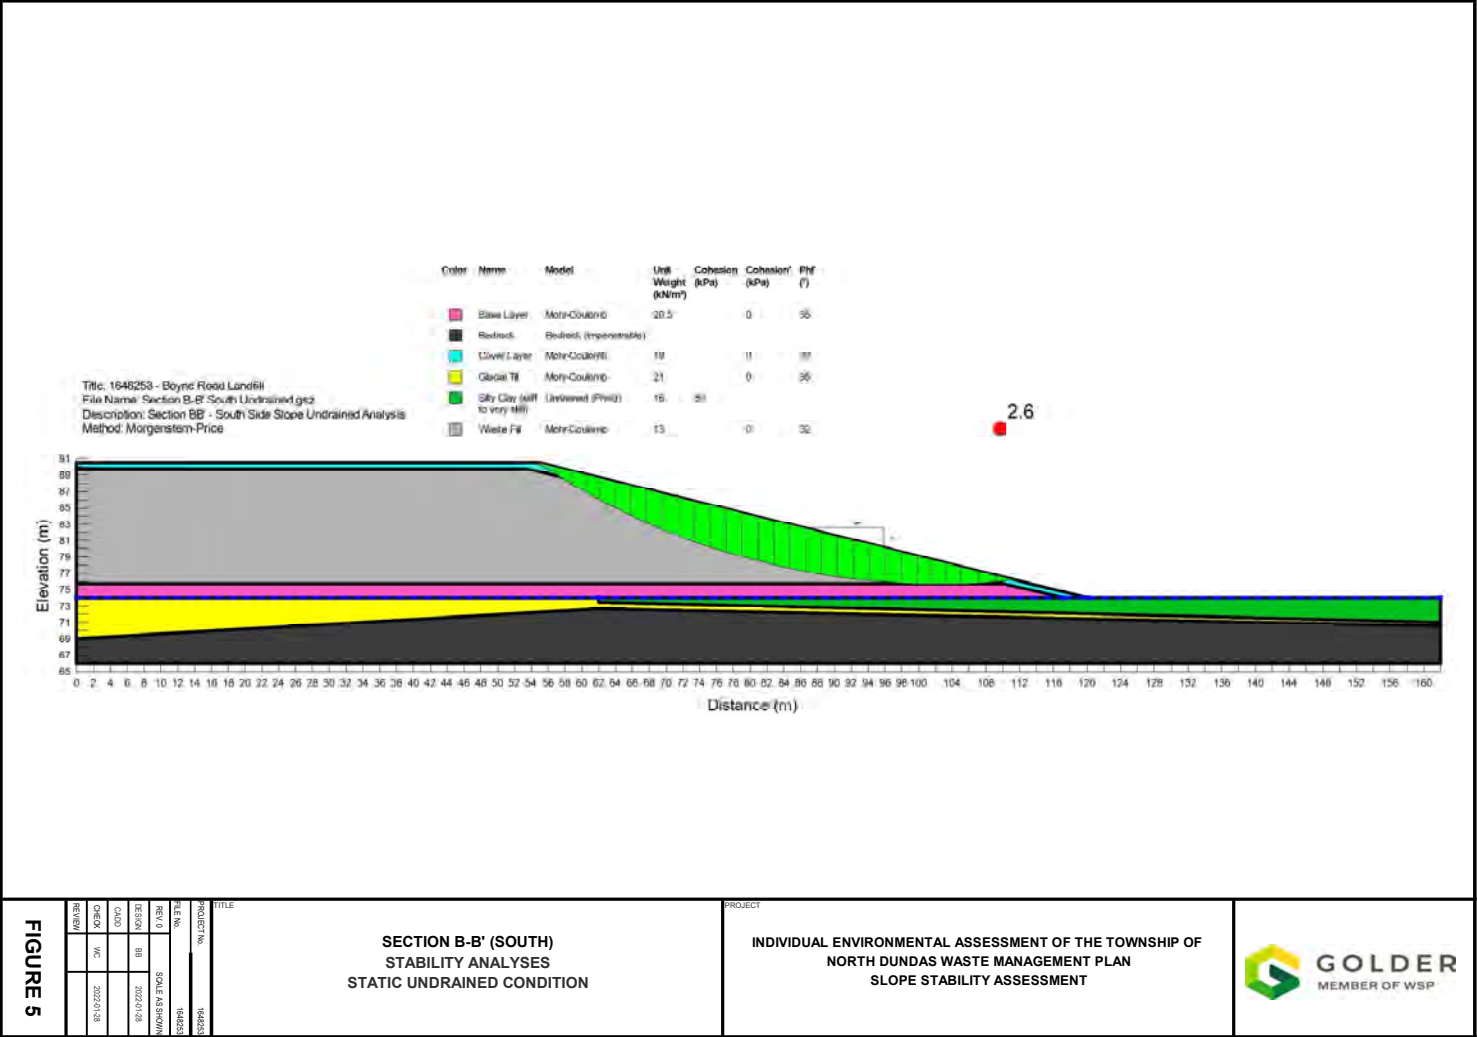 Color Name Model Unit Weight (kN/m³) Cohesion (kPa) Cohesion' (kPa) Phi' (°)
Base Layer Mohr-Coulomb 20.5 0 35
Bedrock Bedrock (Impenetrable)
Cover Layer Mohr-Coulomb
Glacial Till Mohr-Coulomb 21 0
Silty Clay (stiff to very stiff) Undrained (Phi=0)
Waste Fill Mohr-Coulomb 13 0 32
Title: 1648253 - Boyne Road Landfill
File Name: Section B-B' South Undrained.gsz
Description: Section BB' - South Side Slope Undrained Analysis
Method: Morgenstern-Price
2.6
Elevation (m)
91
89
87
85
83
81
79
77
75
73
71
69
67
65
0 2 4 6 8 10 12 14 16 18 20 22 24 26 28 30 32 34 36 38 40 42 44 46 48 50 52 54 56 58 60 62 64 66 68 70 72 74 76 78 80 82 84 86 88 90 92 94 96 98 100 104 108 112 116 120 124 128 132 136 140 144 148 152 156 160
Distance (m)
FIGURE 5
PROJECT No. 1648253
FILE No. 1648253
REV. 0 SCALE AS SHOWN
DESIGN BB 2022-01-28
CADD
CHECK WC 2022-01-28
REVIEW
TITLE
SECTION B-B' (SOUTH)
STABILITY ANALYSES
STATIC UNDRAINED CONDITION
PROJECT
INDIVIDUAL ENVIRONMENTAL ASSESSMENT OF THE TOWNSHIP OF
NORTH DUNDAS WASTE MANAGEMENT PLAN
SLOPE STABILITY ASSESSMENT
GOLDER
MEMBER OF WSP